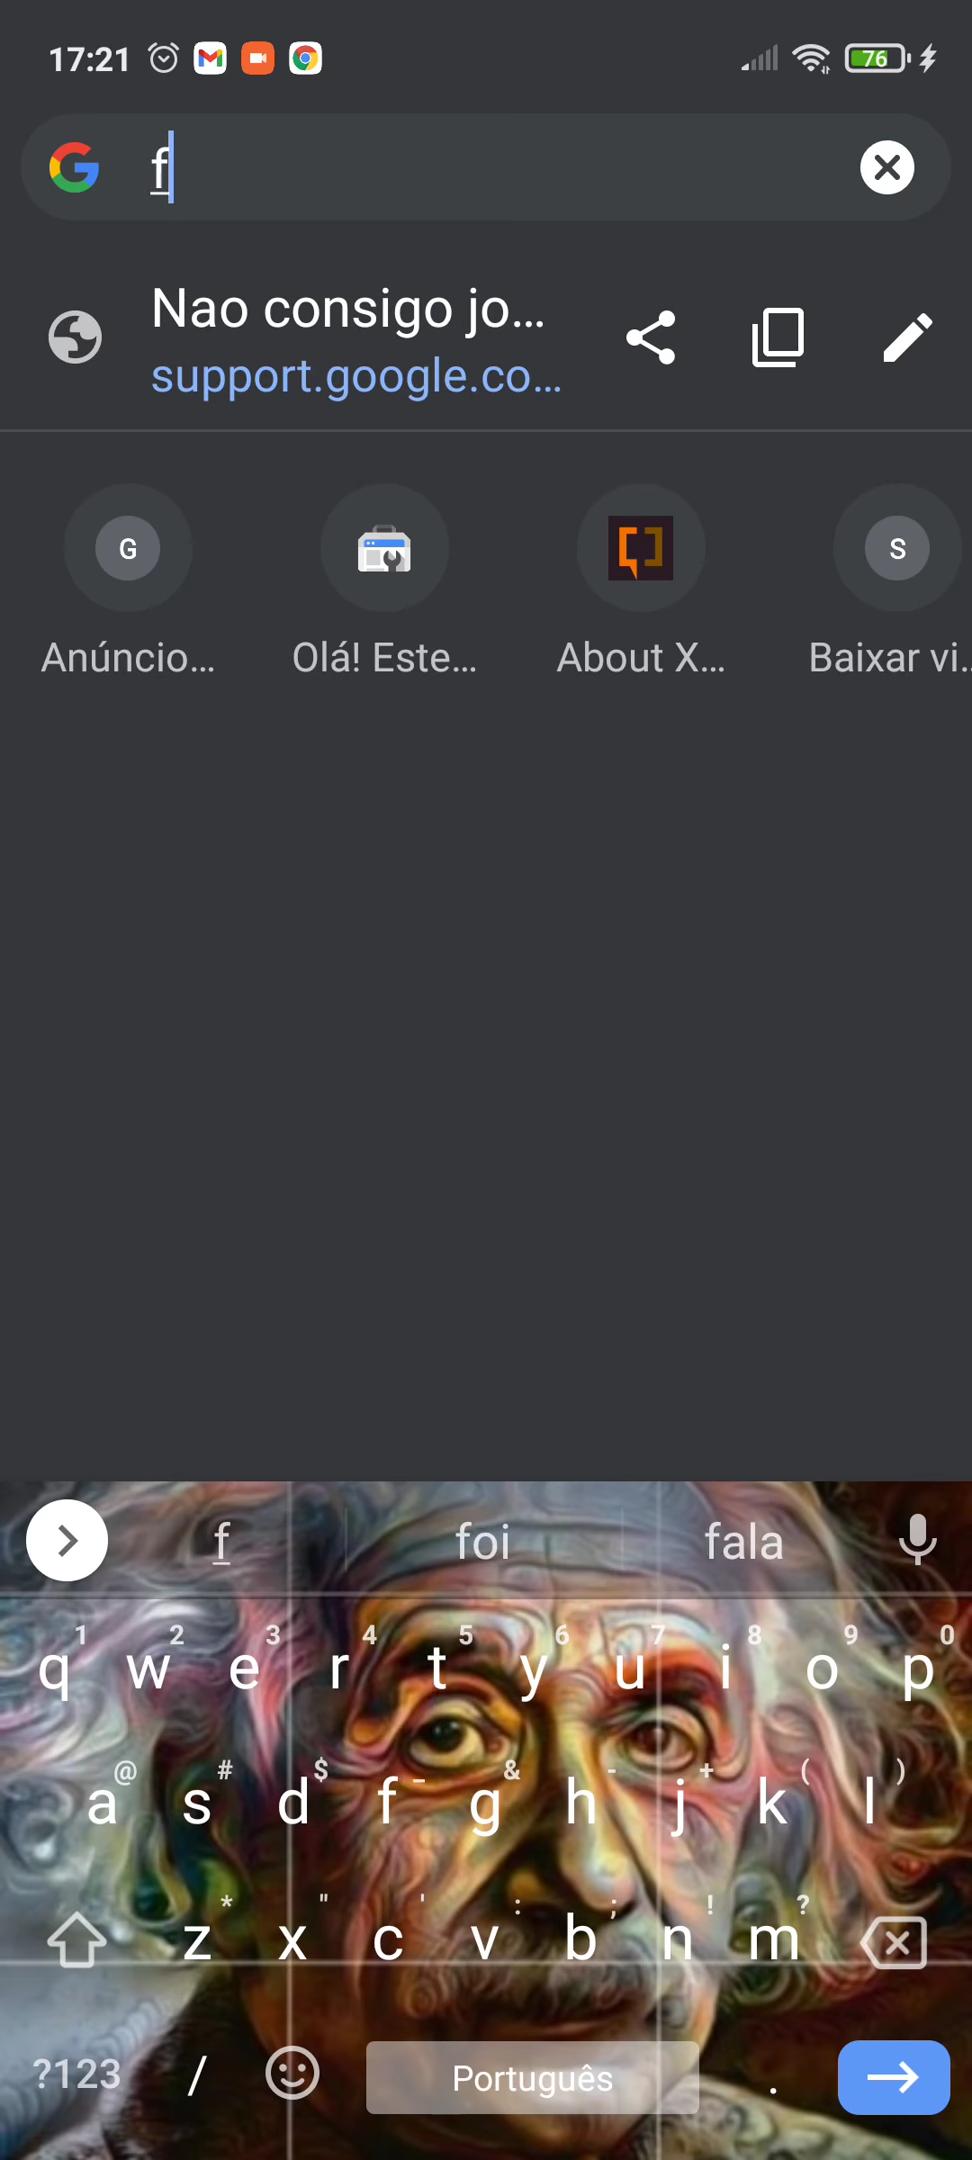 17:21
76
f
Nao consigo jo...
support.google.co...
G
S
Anúncio...
Olá! Este...
About X...
Baixar vi...
f foi fala
1 2 3 4 5 6 7 8 9 0
q w e r t y u i o p
@ # $ _ & - + ( )
a s d f g h j k l
* " ' : ; ! ?
z x c v b n m
?123 / Português .